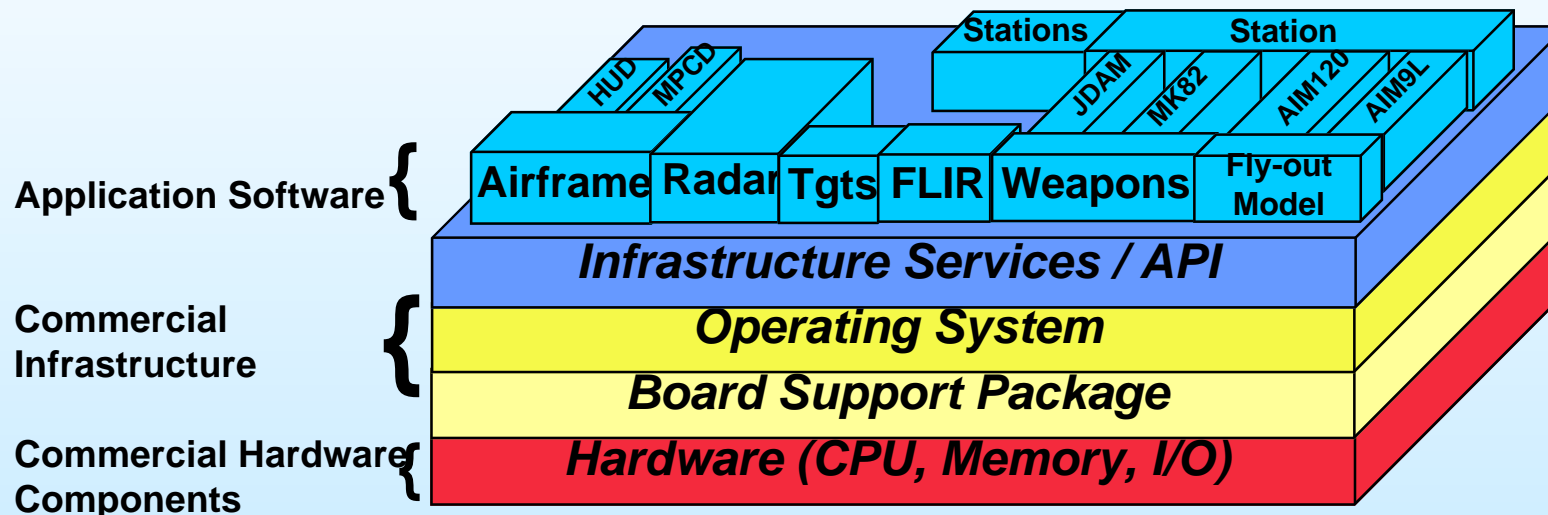 Stations
Station
HUD
MPCD
JDAM
MK82
AIM120
AIM9L
Application Software {
Airframe
Radar
Tgts
FLIR
Weapons
Fly-out
Model
Infrastructure Services / API
Commercial
Infrastructure
{
Operating System
Board Support Package
Commercial Hardware
Components
{
Hardware (CPU, Memory, I/O)